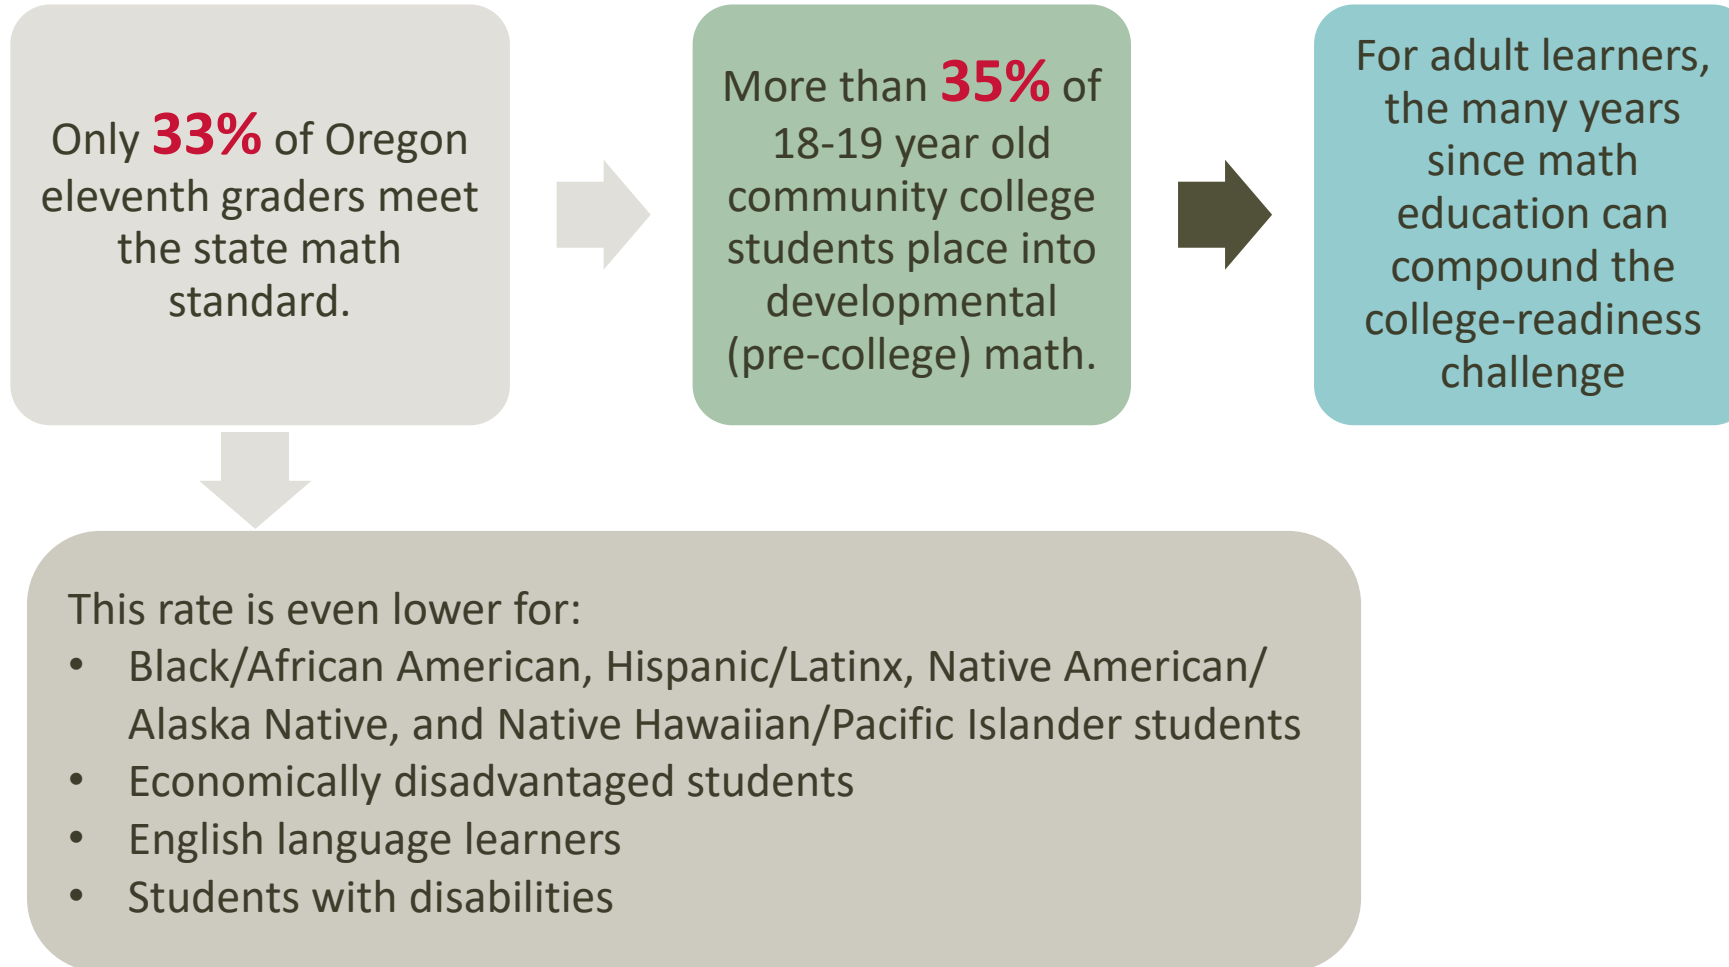 Only 33% of Oregon
eleventh graders meet
the state math
standard.
More than 35% of
18-19 year old
community college
students place into
developmental
(pre-college) math.
For adult learners,
the many years
since math
education can
compound the
college-readiness
challenge
This rate is even lower for:
• Black/African American, Hispanic/Latinx, Native American/
Alaska Native, and Native Hawaiian/Pacific Islander students
• Economically disadvantaged students
• English language learners
• Students with disabilities